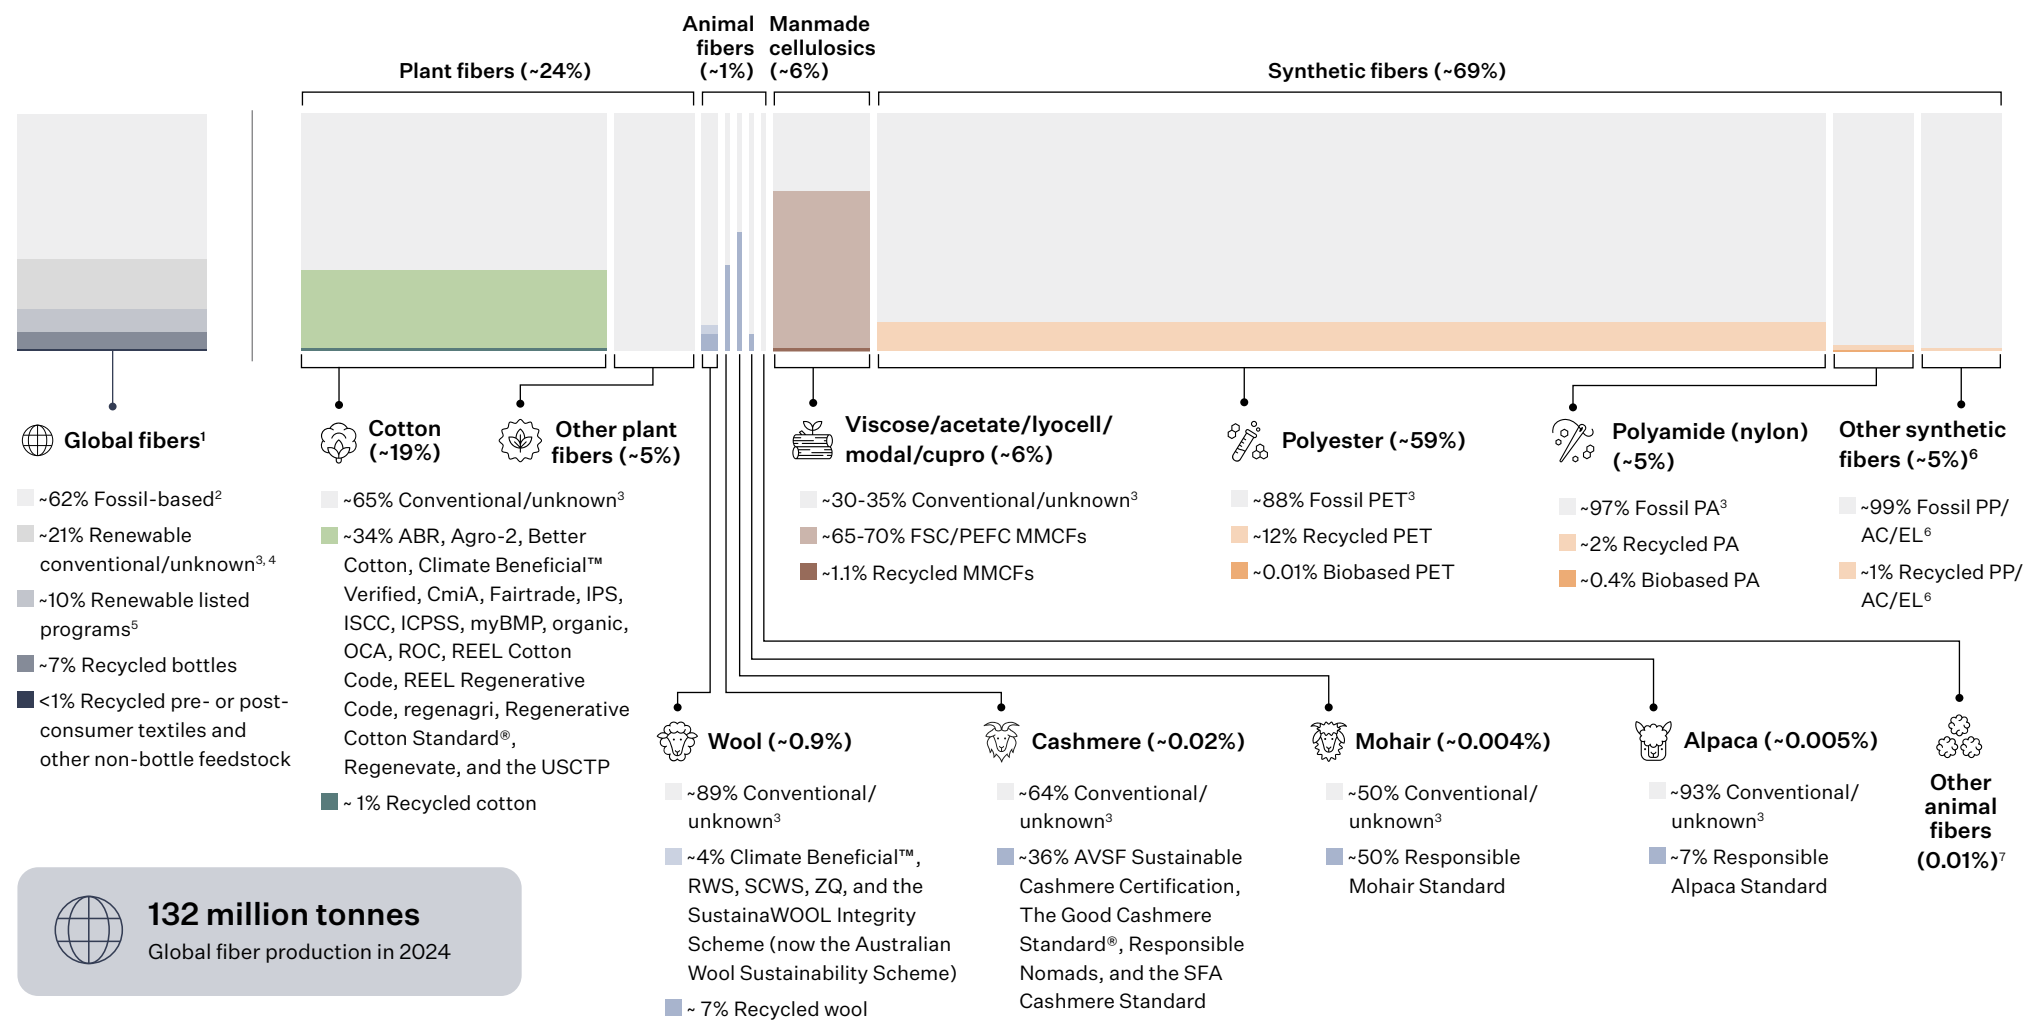 Plant fibers (~24%)
Animal
fibers
(~1%)
Manmade
cellulosics
(~6%)
Synthetic fibers (~69%)
Global fibers¹
~62% Fossil-based²
~21% Renewable
conventional/unknown³,⁴
~10% Renewable listed
programs⁵
~7% Recycled bottles
<1% Recycled pre- or post-
consumer textiles and
other non-bottle feedstock
Cotton
(~19%)
~65% Conventional/unknown³
~34% ABR, Agro-2, Better
Cotton, Climate Beneficial™
Verified, CmiA, Fairtrade, IPS,
ISCC, ICPSS, myBMP, organic,
OCA, ROC, REEL Cotton
Code, REEL Regenerative
Code, regenagri, Regenerative
Cotton Standard®,
Regenevate, and the USCTP
~ 1% Recycled cotton
Other plant
fibers (~5%)
Viscose/acetate/lyocell/
modal/cupro (~6%)
~30-35% Conventional/unknown³
~65-70% FSC/PEFC MMCFs
~1.1% Recycled MMCFs
Polyester (~59%)
~88% Fossil PET³
~12% Recycled PET
~0.01% Biobased PET
Polyamide (nylon)
(~5%)
~97% Fossil PA³
~2% Recycled PA
~0.4% Biobased PA
Other synthetic
fibers (~5%)⁶
~99% Fossil PP/
AC/EL⁶
~1% Recycled PP/
AC/EL⁶
Wool (~0.9%)
~89% Conventional/
unknown³
~4% Climate Beneficial™,
RWS, SCWS, ZQ, and the
SustainaWOOL Integrity
Scheme (now the Australian
Wool Sustainability Scheme)
~ 7% Recycled wool
Cashmere (~0.02%)
~64% Conventional/
unknown³
~36% AVSF Sustainable
Cashmere Certification,
The Good Cashmere
Standard®, Responsible
Nomads, and the SFA
Cashmere Standard
Mohair (~0.004%)
~50% Conventional/
unknown³
~50% Responsible
Mohair Standard
Alpaca (~0.005%)
~93% Conventional/
unknown³
~7% Responsible
Alpaca Standard
Other
animal
fibers
(0.01%)⁷
132 million tonnes
Global fiber production in 2024